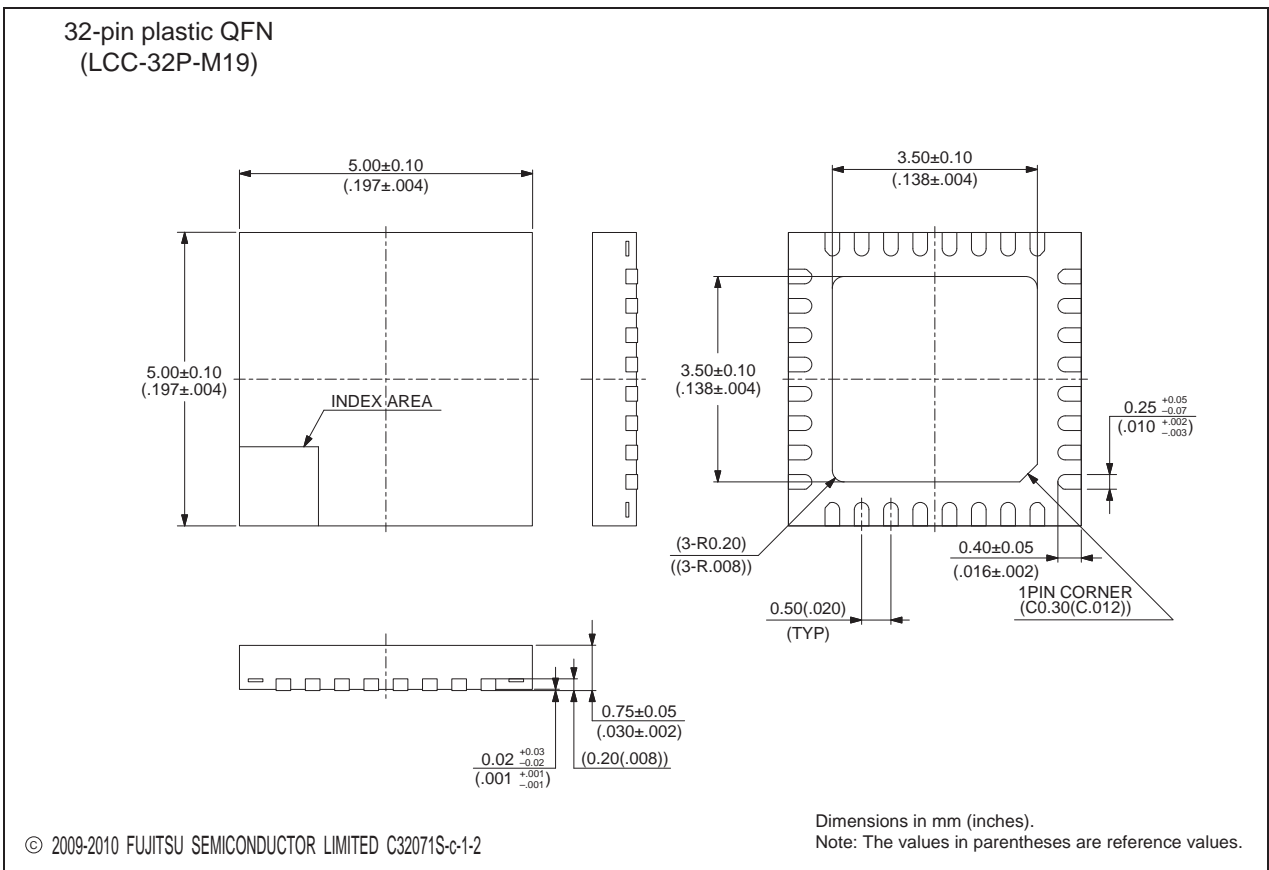 32-pin plastic QFN
(LCC-32P-M19)
5.00±0.10
(.197±.004)
3.50±0.10
(.138±.004)
5.00±0.10
(.197±.004)
INDEX AREA
3.50±0.10
(.138±.004)
0.25 +0.05 –0.07
(.010 +.002 –.003)
(3-R0.20)
((3-R.008))
0.40±0.05
(.016±.002)
1PIN CORNER
(C0.30(C.012))
0.50(.020)
(TYP)
0.75±0.05
(.030±.002)
0.02 +0.03 –0.02
(.001 +.001 –.001)
(0.20(.008))
© 2009-2010 FUJITSU SEMICONDUCTOR LIMITED C32071S-c-1-2
Dimensions in mm (inches).
Note: The values in parentheses are reference values.